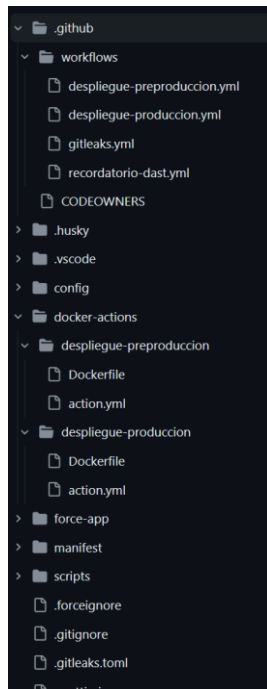 .github
workflows
despliegue-preproduccion.yml
despliegue-produccion.yml
gitleaks.yml
recordatorio-dast.yml
CODEOWNERS
.husky
.vscode
config
docker-actions
despliegue-preproduccion
Dockerfile
action.yml
despliegue-produccion
Dockerfile
action.yml
force-app
manifest
scripts
.forceignore
.gitignore
.gitleaks.toml